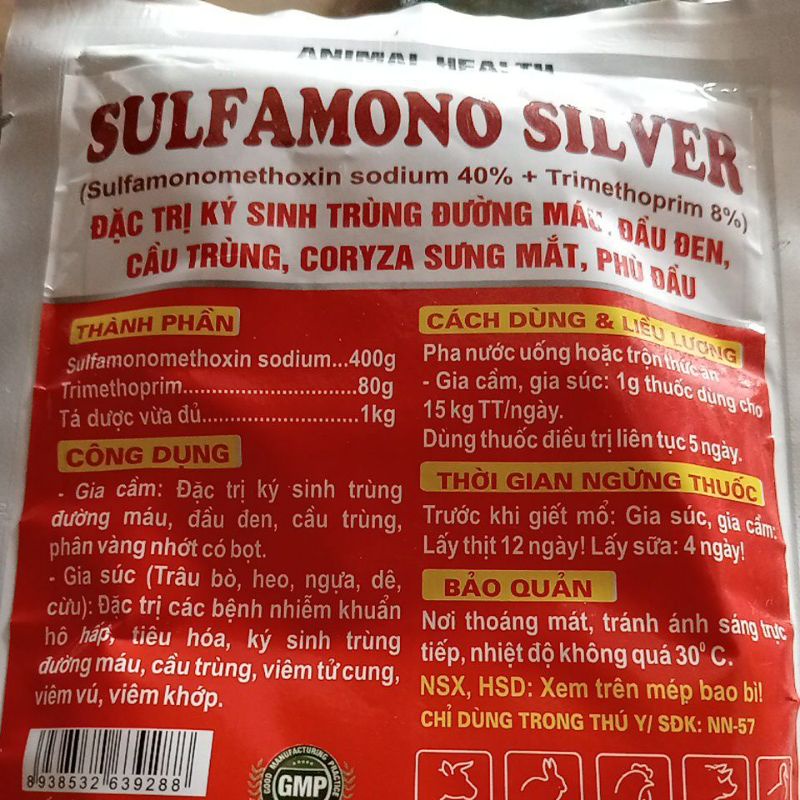 ANIMAL HEALTH
SULFAMONO SILVER
(Sulfamonomethoxin sodium 40% + Trimethoprim 8%)
ĐẶC TRỊ KÝ SINH TRÙNG ĐƯỜNG MÁU, ĐẦU ĐEN,
CẦU TRÙNG, CORYZA SƯNG MẮT, PHÙ ĐẦU
THÀNH PHẦN
Sulfamonomethoxin sodium...400g
Trimethoprim..............................80g
Tá dược vừa đủ.........................1kg
CÔNG DỤNG
- Gia cầm: Đặc trị ký sinh trùng
đường máu, đầu đen, cầu trùng,
phân vàng nhớt có bọt.
- Gia súc (Trâu bò, heo, ngựa, dê,
cừu): Đặc trị các bệnh nhiễm khuẩn
hô hấp, tiêu hóa, ký sinh trùng
đường máu, cầu trùng, viêm tử cung,
viêm vú, viêm khớp.
8938532 639288
GOOD MANUFACTURING PRACTICE
GMP
CÁCH DÙNG & LIỀU LƯỢNG
Pha nước uống hoặc trộn thức ăn
- Gia cầm, gia súc: 1g thuốc dùng cho
15 kg TT/ngày.
Dùng thuốc điều trị liên tục 5 ngày.
THỜI GIAN NGỪNG THUỐC
Trước khi giết mổ: Gia súc, gia cầm:
Lấy thịt 12 ngày! Lấy sữa: 4 ngày!
BẢO QUẢN
Nơi thoáng mát, tránh ánh sáng trực
tiếp, nhiệt độ không quá 30⁰ C.
NSX, HSD: Xem trên mép bao bì!
CHỈ DÙNG TRONG THÚ Y/ SĐK: NN-57